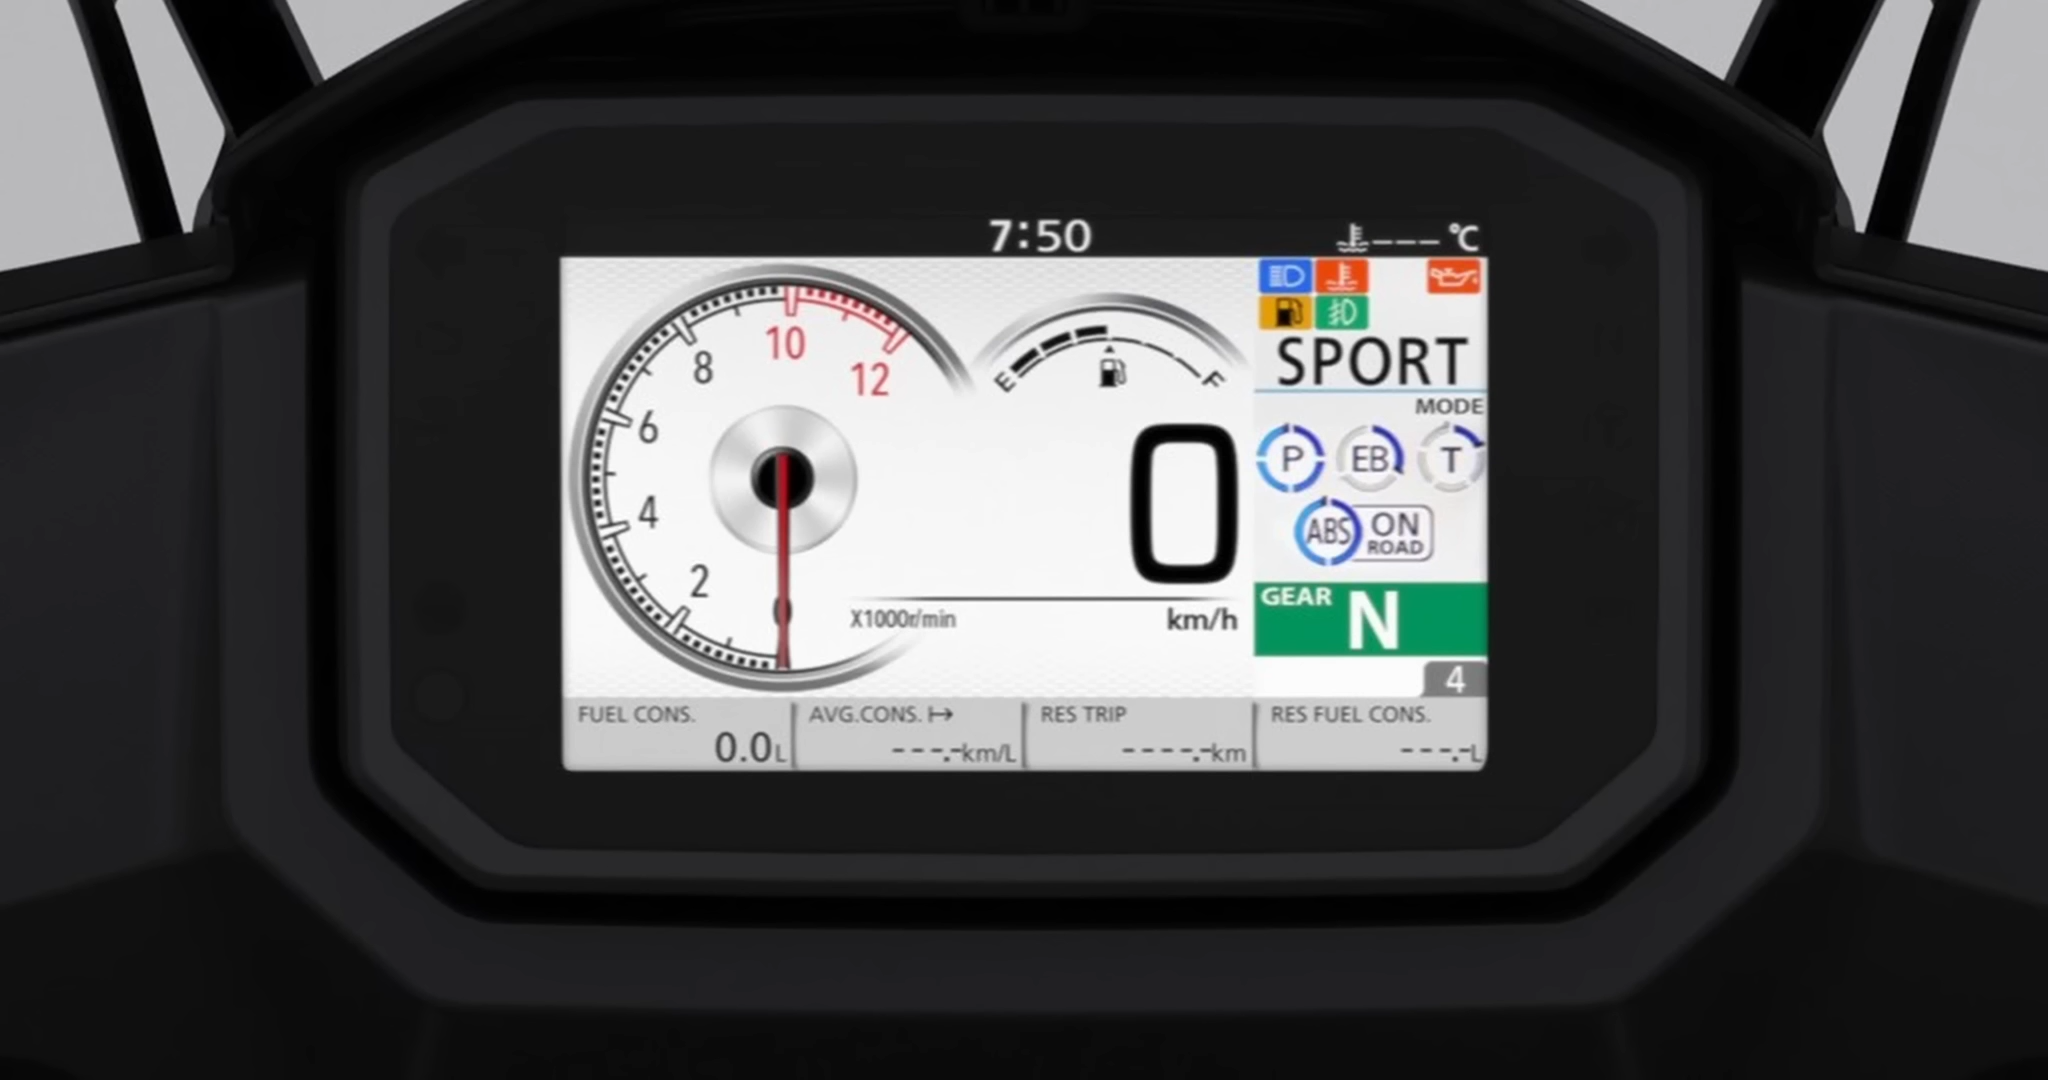 7:50
---- °C
10
8
12
6
4
2
0
E
F
SPORT
MODE
P
EB
T
ABS
ON
ROAD
0
X1000r/min
km/h
GEAR N
4
FUEL CONS.
0.0L
AVG.CONS. ↦
---.-km/L
RES TRIP
----.-km
RES FUEL CONS.
---.-L